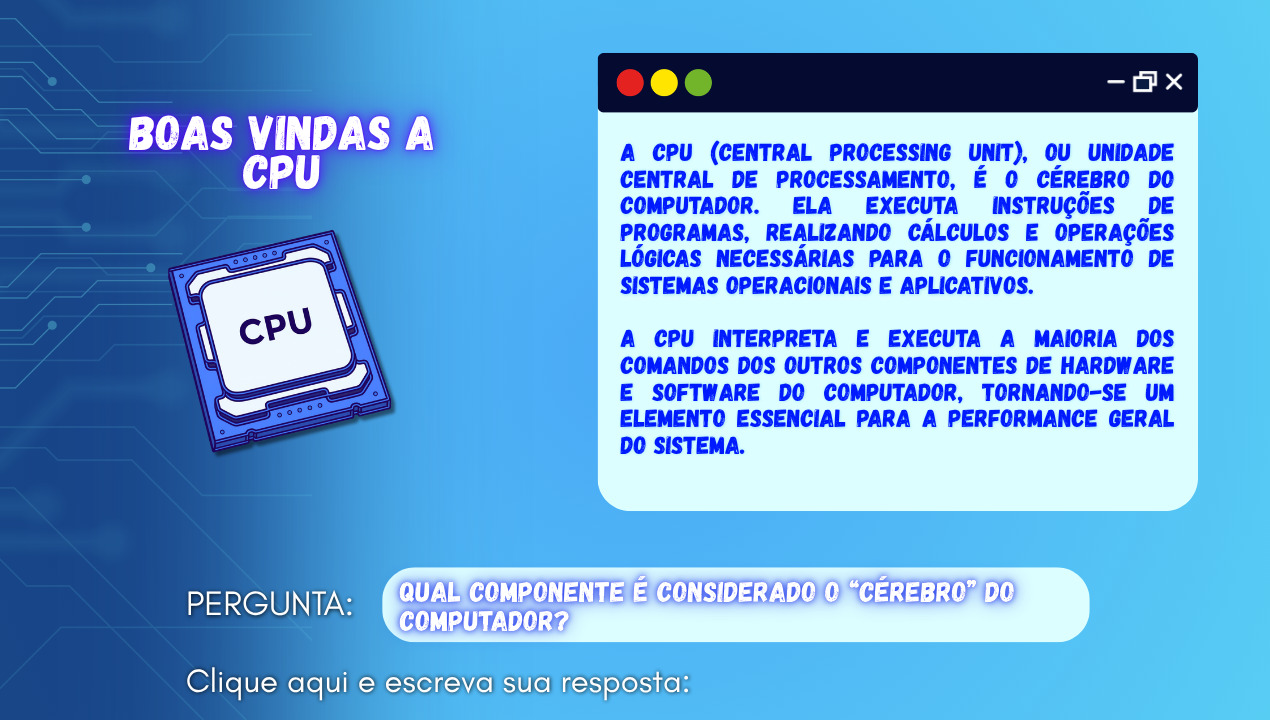 BOAS VINDAS A
CPU
CPU
A CPU (CENTRAL PROCESSING UNIT), OU UNIDADE
CENTRAL DE PROCESSAMENTO, É O CÉREBRO DO
COMPUTADOR. ELA EXECUTA INSTRUÇÕES DE
PROGRAMAS, REALIZANDO CÁLCULOS E OPERAÇÕES
LÓGICAS NECESSÁRIAS PARA O FUNCIONAMENTO DE
SISTEMAS OPERACIONAIS E APLICATIVOS.
A CPU INTERPRETA E EXECUTA A MAIORIA DOS
COMANDOS DOS OUTROS COMPONENTES DE HARDWARE
E SOFTWARE DO COMPUTADOR, TORNANDO-SE UM
ELEMENTO ESSENCIAL PARA A PERFORMANCE GERAL
DO SISTEMA.
PERGUNTA:
QUAL COMPONENTE É CONSIDERADO O “CÉREBRO” DO
COMPUTADOR?
Clique aqui e escreva sua resposta: